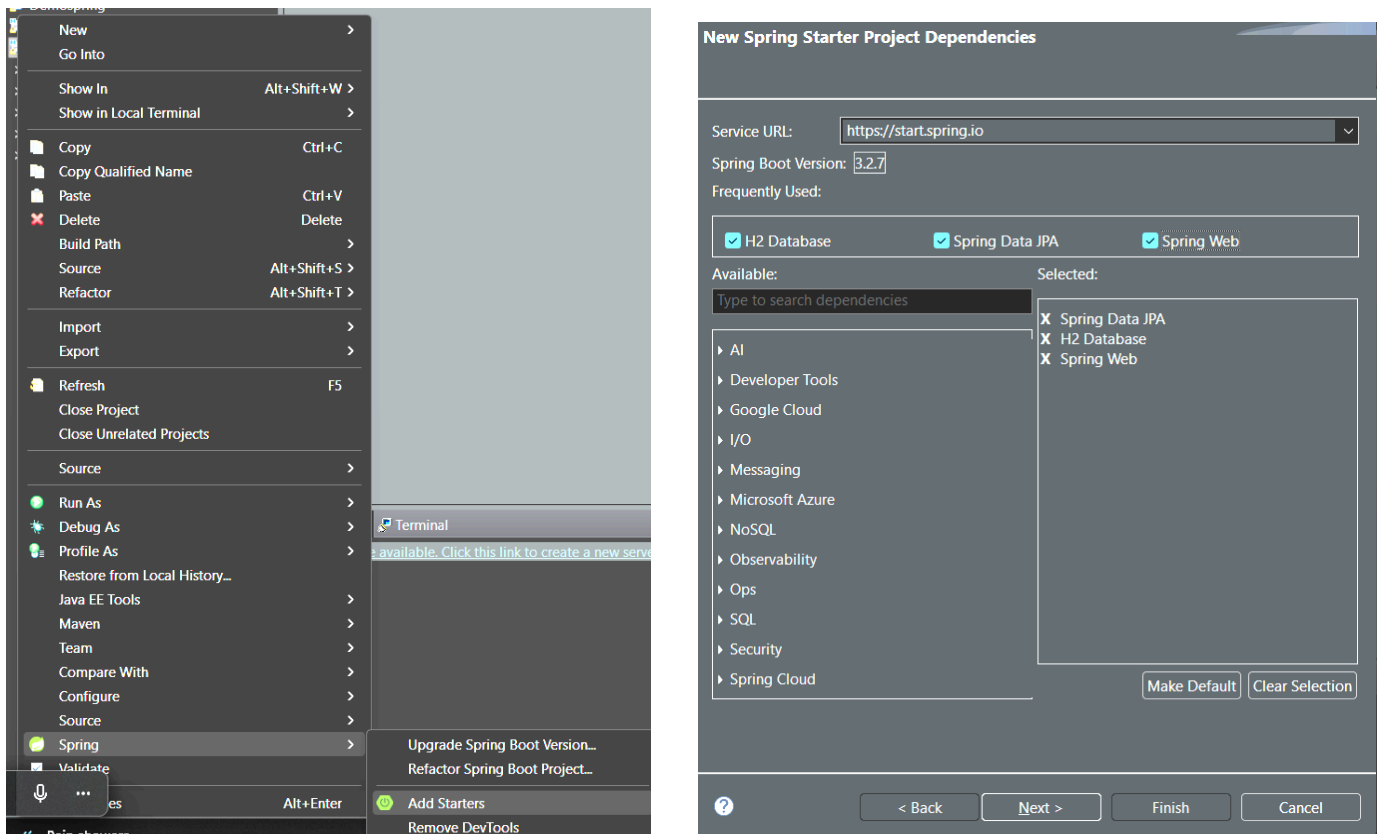 Demospring
New
Go Into
Show In Alt+Shift+W
Show in Local Terminal
Copy Ctrl+C
Copy Qualified Name
Paste Ctrl+V
Delete Delete
Build Path
Source Alt+Shift+S
Refactor Alt+Shift+T
Import
Export
Refresh F5
Close Project
Close Unrelated Projects
Source
Run As
Debug As
Profile As
Restore from Local History...
Java EE Tools
Maven
Team
Compare With
Configure
Source
Spring
Validate
es Alt+Enter
Terminal
e available. Click this link to create a new serve
Upgrade Spring Boot Version...
Refactor Spring Boot Project...
Add Starters
Remove DevTools
Rain showers
New Spring Starter Project Dependencies
Service URL: https://start.spring.io
Spring Boot Version: 3.2.7
Frequently Used:
H2 Database Spring Data JPA Spring Web
Available:
Type to search dependencies
AI
Developer Tools
Google Cloud
I/O
Messaging
Microsoft Azure
NoSQL
Observability
Ops
SQL
Security
Spring Cloud
Selected:
X Spring Data JPA
X H2 Database
X Spring Web
Make Default Clear Selection
? < Back Next > Finish Cancel